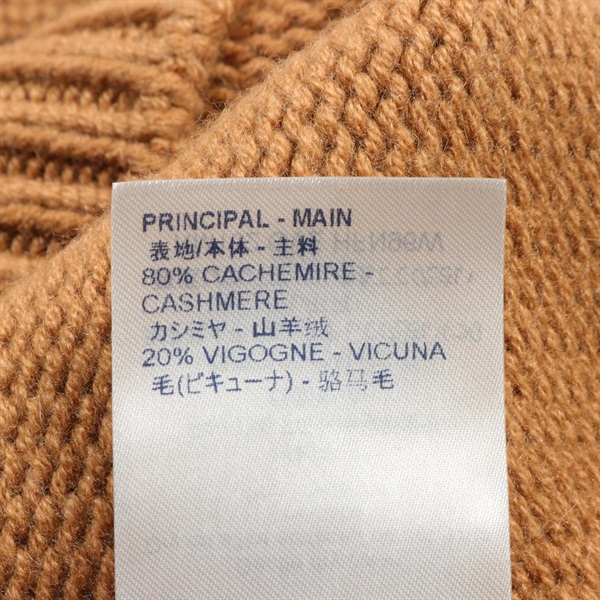 PRINCIPAL - MAIN
表地/本体 - 主料
80% CACHEMIRE -
CASHMERE
カシミヤ - 山羊绒
20% VIGOGNE - VICUNA
毛(ビキューナ) - 骆马毛